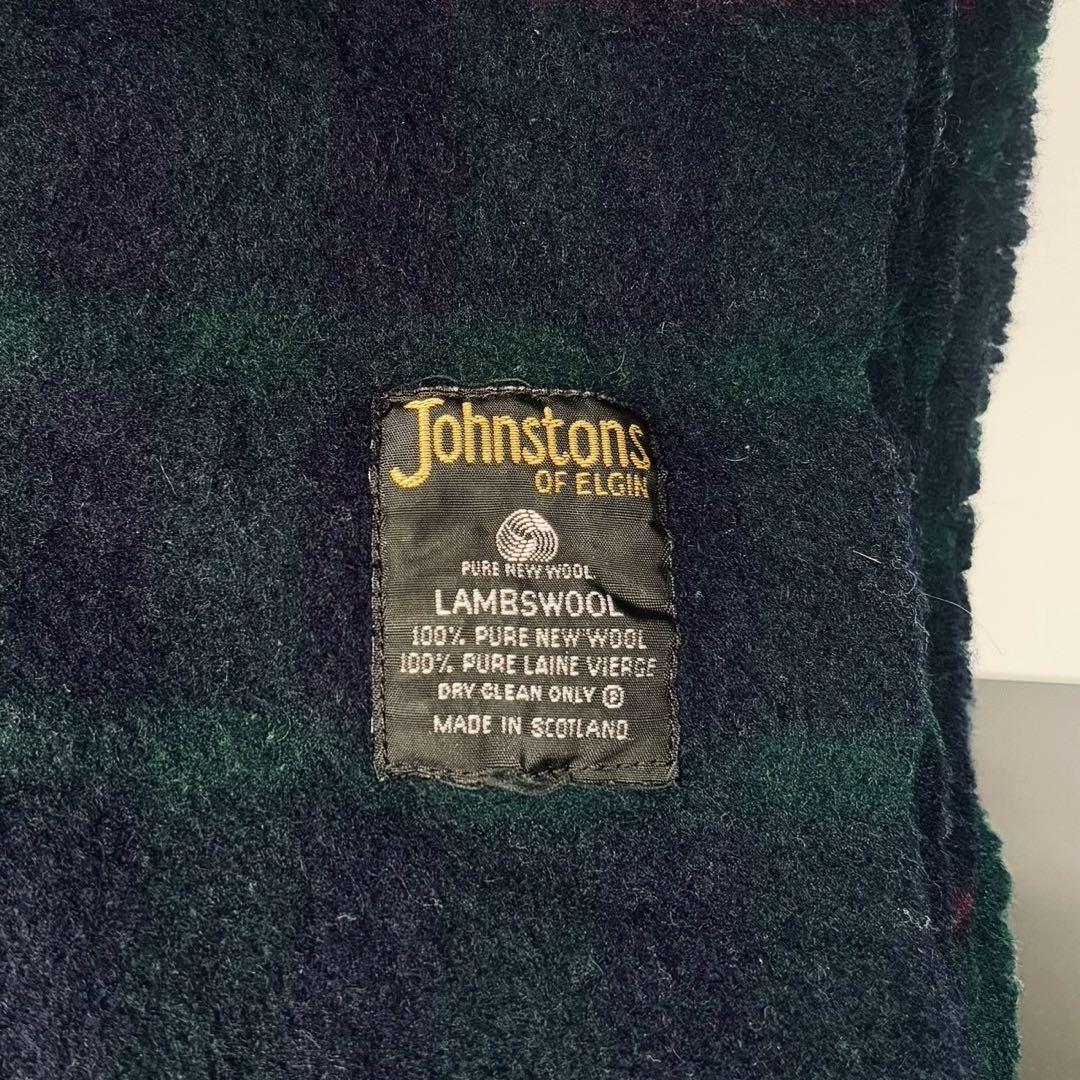 Johnstons
OF ELGIN
PURE NEW WOOL
LAMBSWOOL
100% PURE NEW WOOL
100% PURE LAINE VIERGE
DRY CLEAN ONLY Ⓟ
MADE IN SCOTLAND